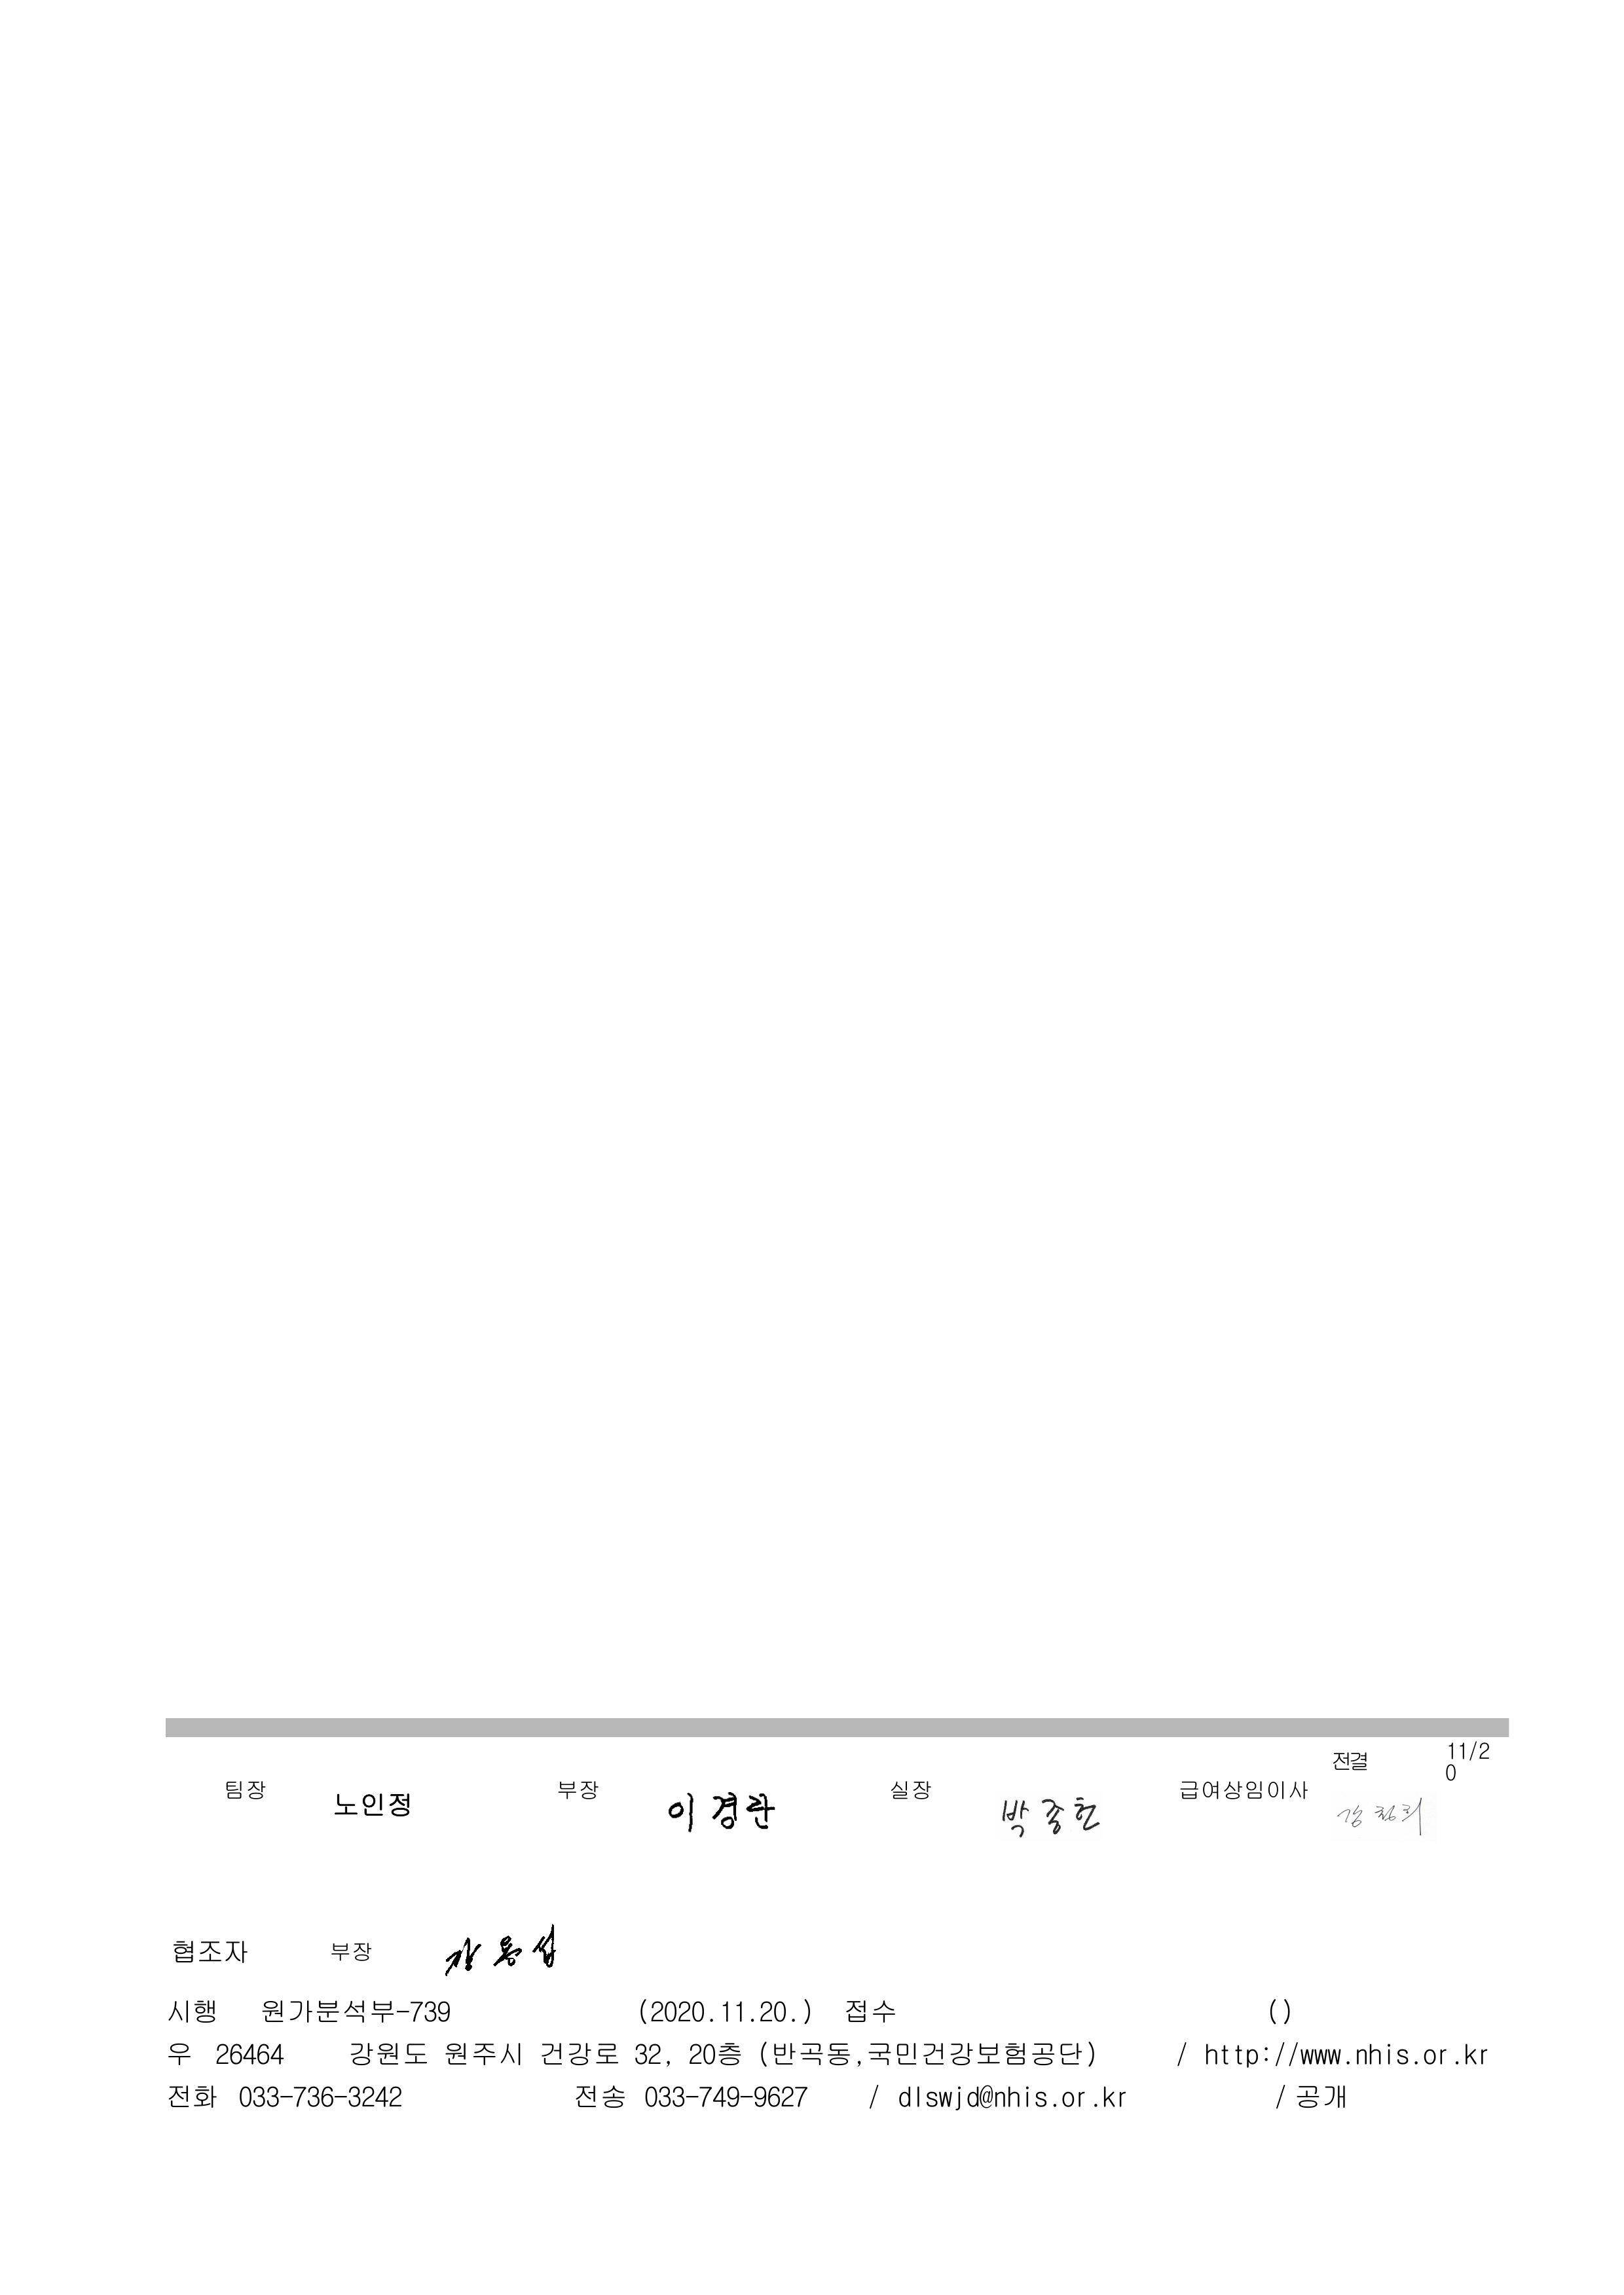 전결 11/2
0
팀장 노인정 부장 이경란 실장 박종헌 급여상임이사
협조자 부장 강용섭
시행 원가분석부-739 (2020.11.20.) 접수 ()
우 26464 강원도 원주시 건강로 32, 20층 (반곡동,국민건강보험공단) / http://www.nhis.or.kr
전화 033-736-3242 전송 033-749-9627 / dlswjd@nhis.or.kr / 공개